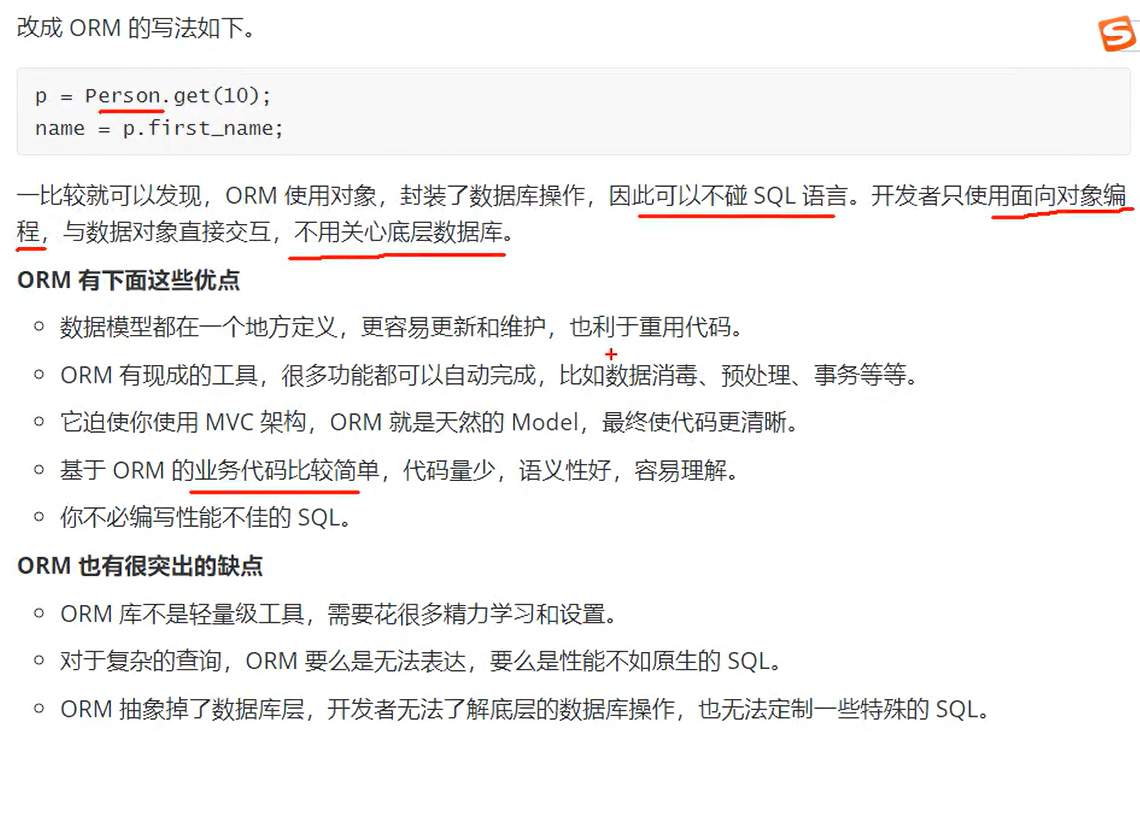 改成 ORM 的写法如下。
p = Person.get(10);
name = p.first_name;
一比较就可以发现，ORM 使用对象，封装了数据库操作，因此可以不碰 SQL 语言。开发者只使用面向对象编
程，与数据对象直接交互，不用关心底层数据库。
ORM 有下面这些优点
数据模型都在一个地方定义，更容易更新和维护，也利于重用代码。
ORM 有现成的工具，很多功能都可以自动完成，比如数据消毒、预处理、事务等等。
它迫使你使用 MVC 架构，ORM 就是天然的 Model，最终使代码更清晰。
基于 ORM 的业务代码比较简单，代码量少，语义性好，容易理解。
你不必编写性能不佳的 SQL。
ORM 也有很突出的缺点
ORM 库不是轻量级工具，需要花很多精力学习和设置。
对于复杂的查询，ORM 要么是无法表达，要么是性能不如原生的 SQL。
ORM 抽象掉了数据库层，开发者无法了解底层的数据库操作，也无法定制一些特殊的 SQL。